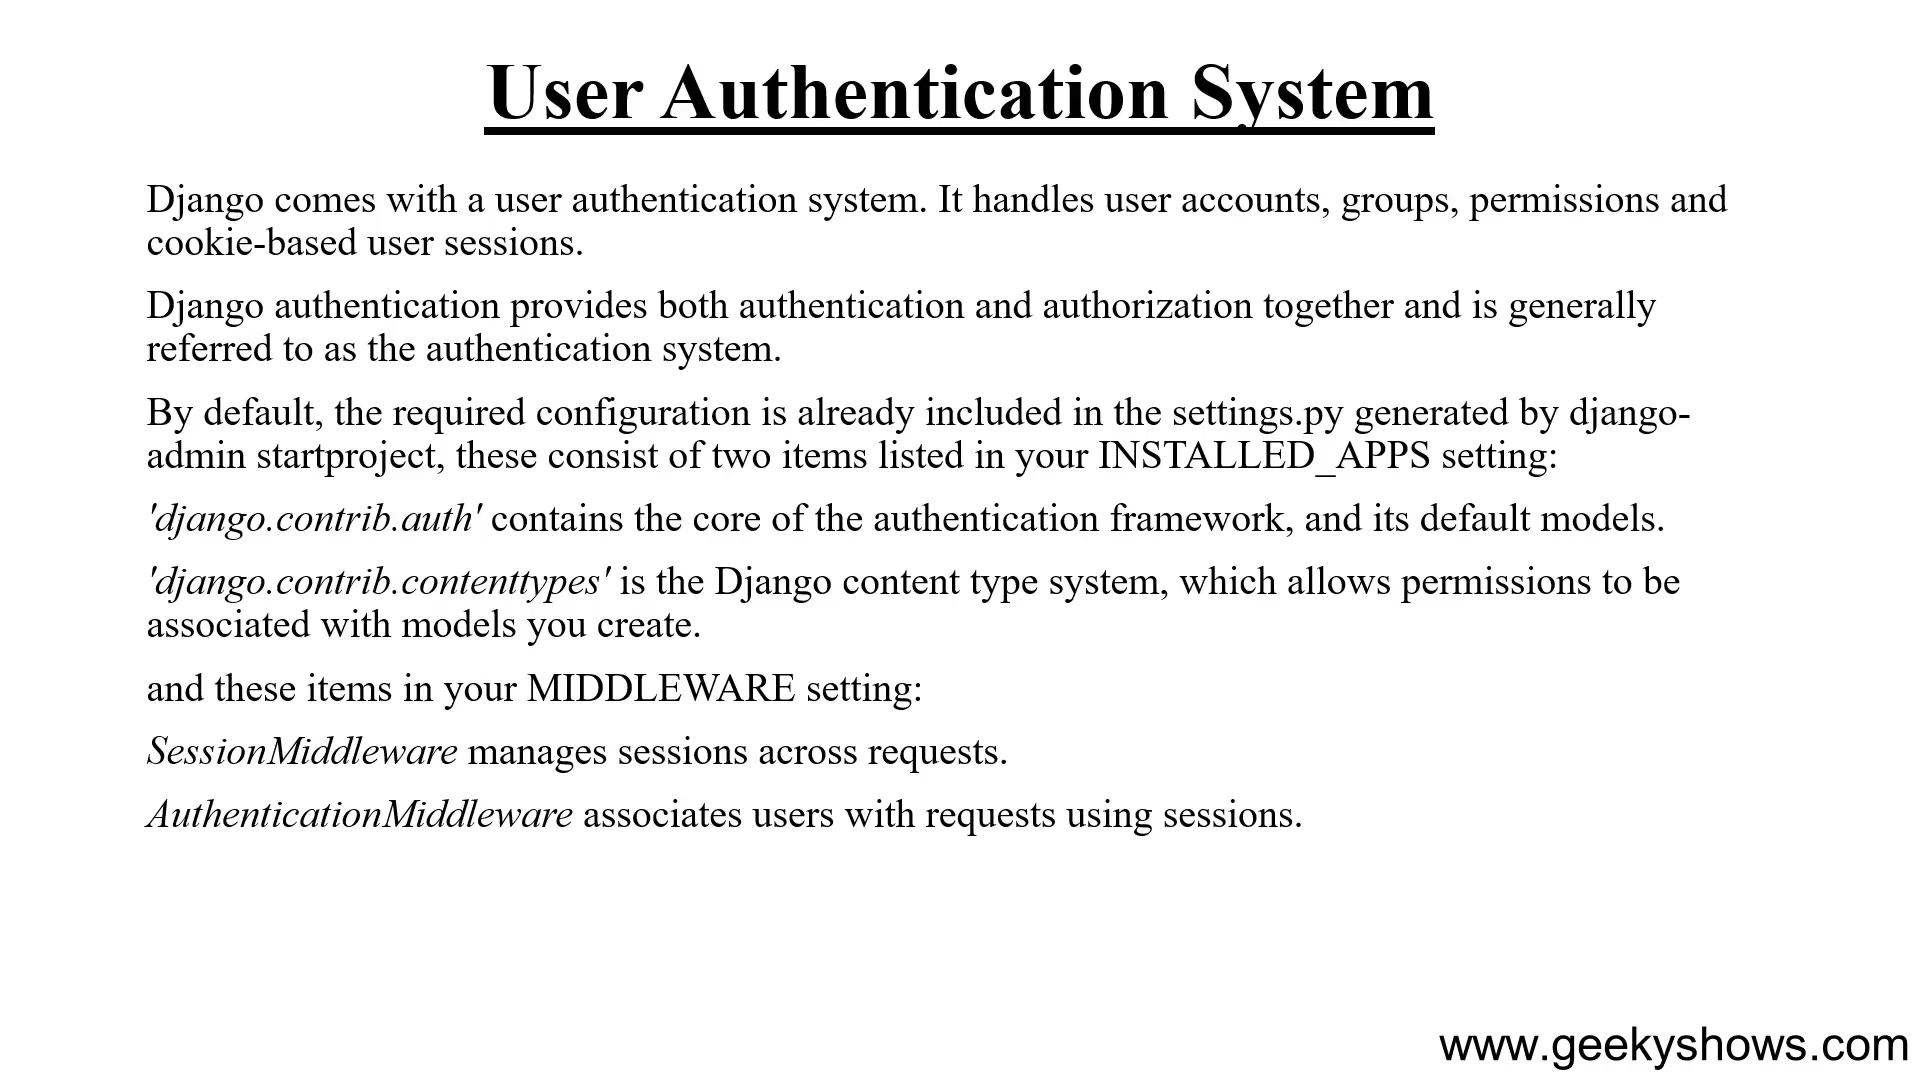 User Authentication System
Django comes with a user authentication system. It handles user accounts, groups, permissions and
cookie-based user sessions.
Django authentication provides both authentication and authorization together and is generally
referred to as the authentication system.
By default, the required configuration is already included in the settings.py generated by django-
admin startproject, these consist of two items listed in your INSTALLED_APPS setting:
'django.contrib.auth' contains the core of the authentication framework, and its default models.
'django.contrib.contenttypes' is the Django content type system, which allows permissions to be
associated with models you create.
and these items in your MIDDLEWARE setting:
SessionMiddleware manages sessions across requests.
AuthenticationMiddleware associates users with requests using sessions.
www.geekyshows.com